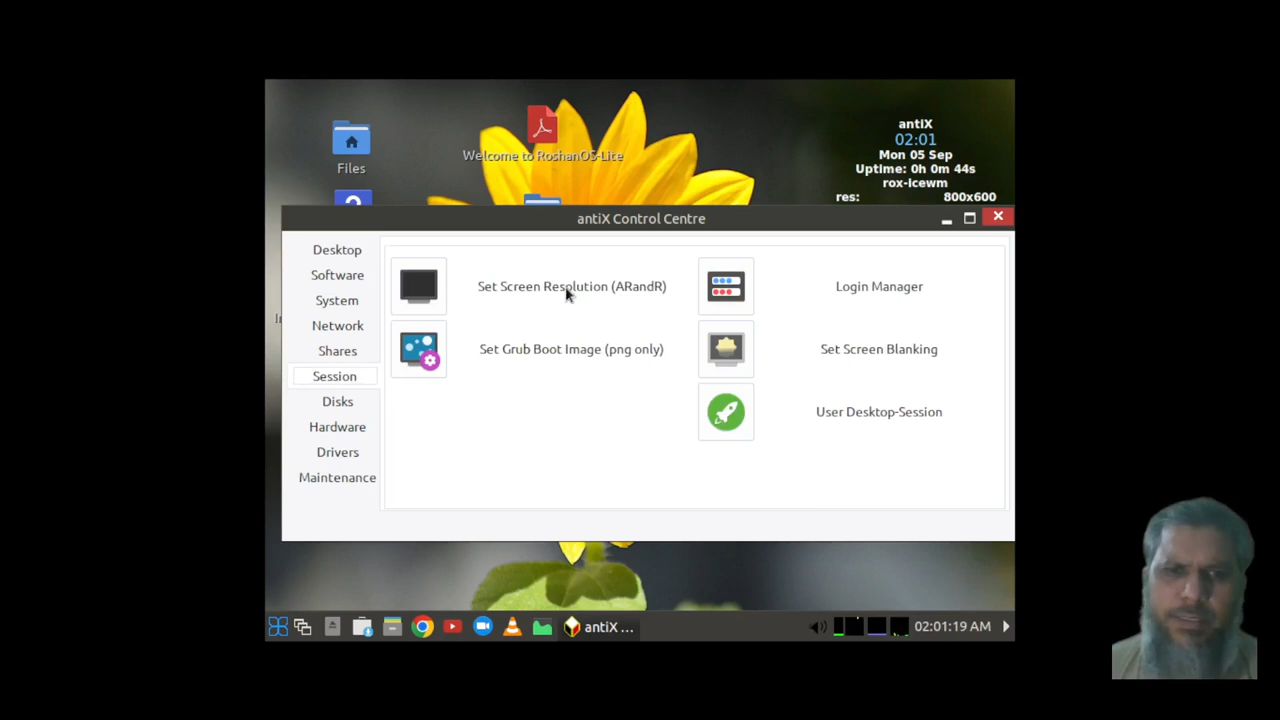 Files
Welcome to RoshanOS-Lite
antiX
02:01
Mon 05 Sep
Uptime: 0h 0m 44s
rox-icewm
res: 800x600
antiX Control Centre
Desktop
Software
System
Network
Shares
Session
Disks
Hardware
Drivers
Maintenance
Set Screen Resolution (ARandR)
Login Manager
Set Grub Boot Image (png only)
Set Screen Blanking
User Desktop-Session
antiX ...
02:01:19 AM